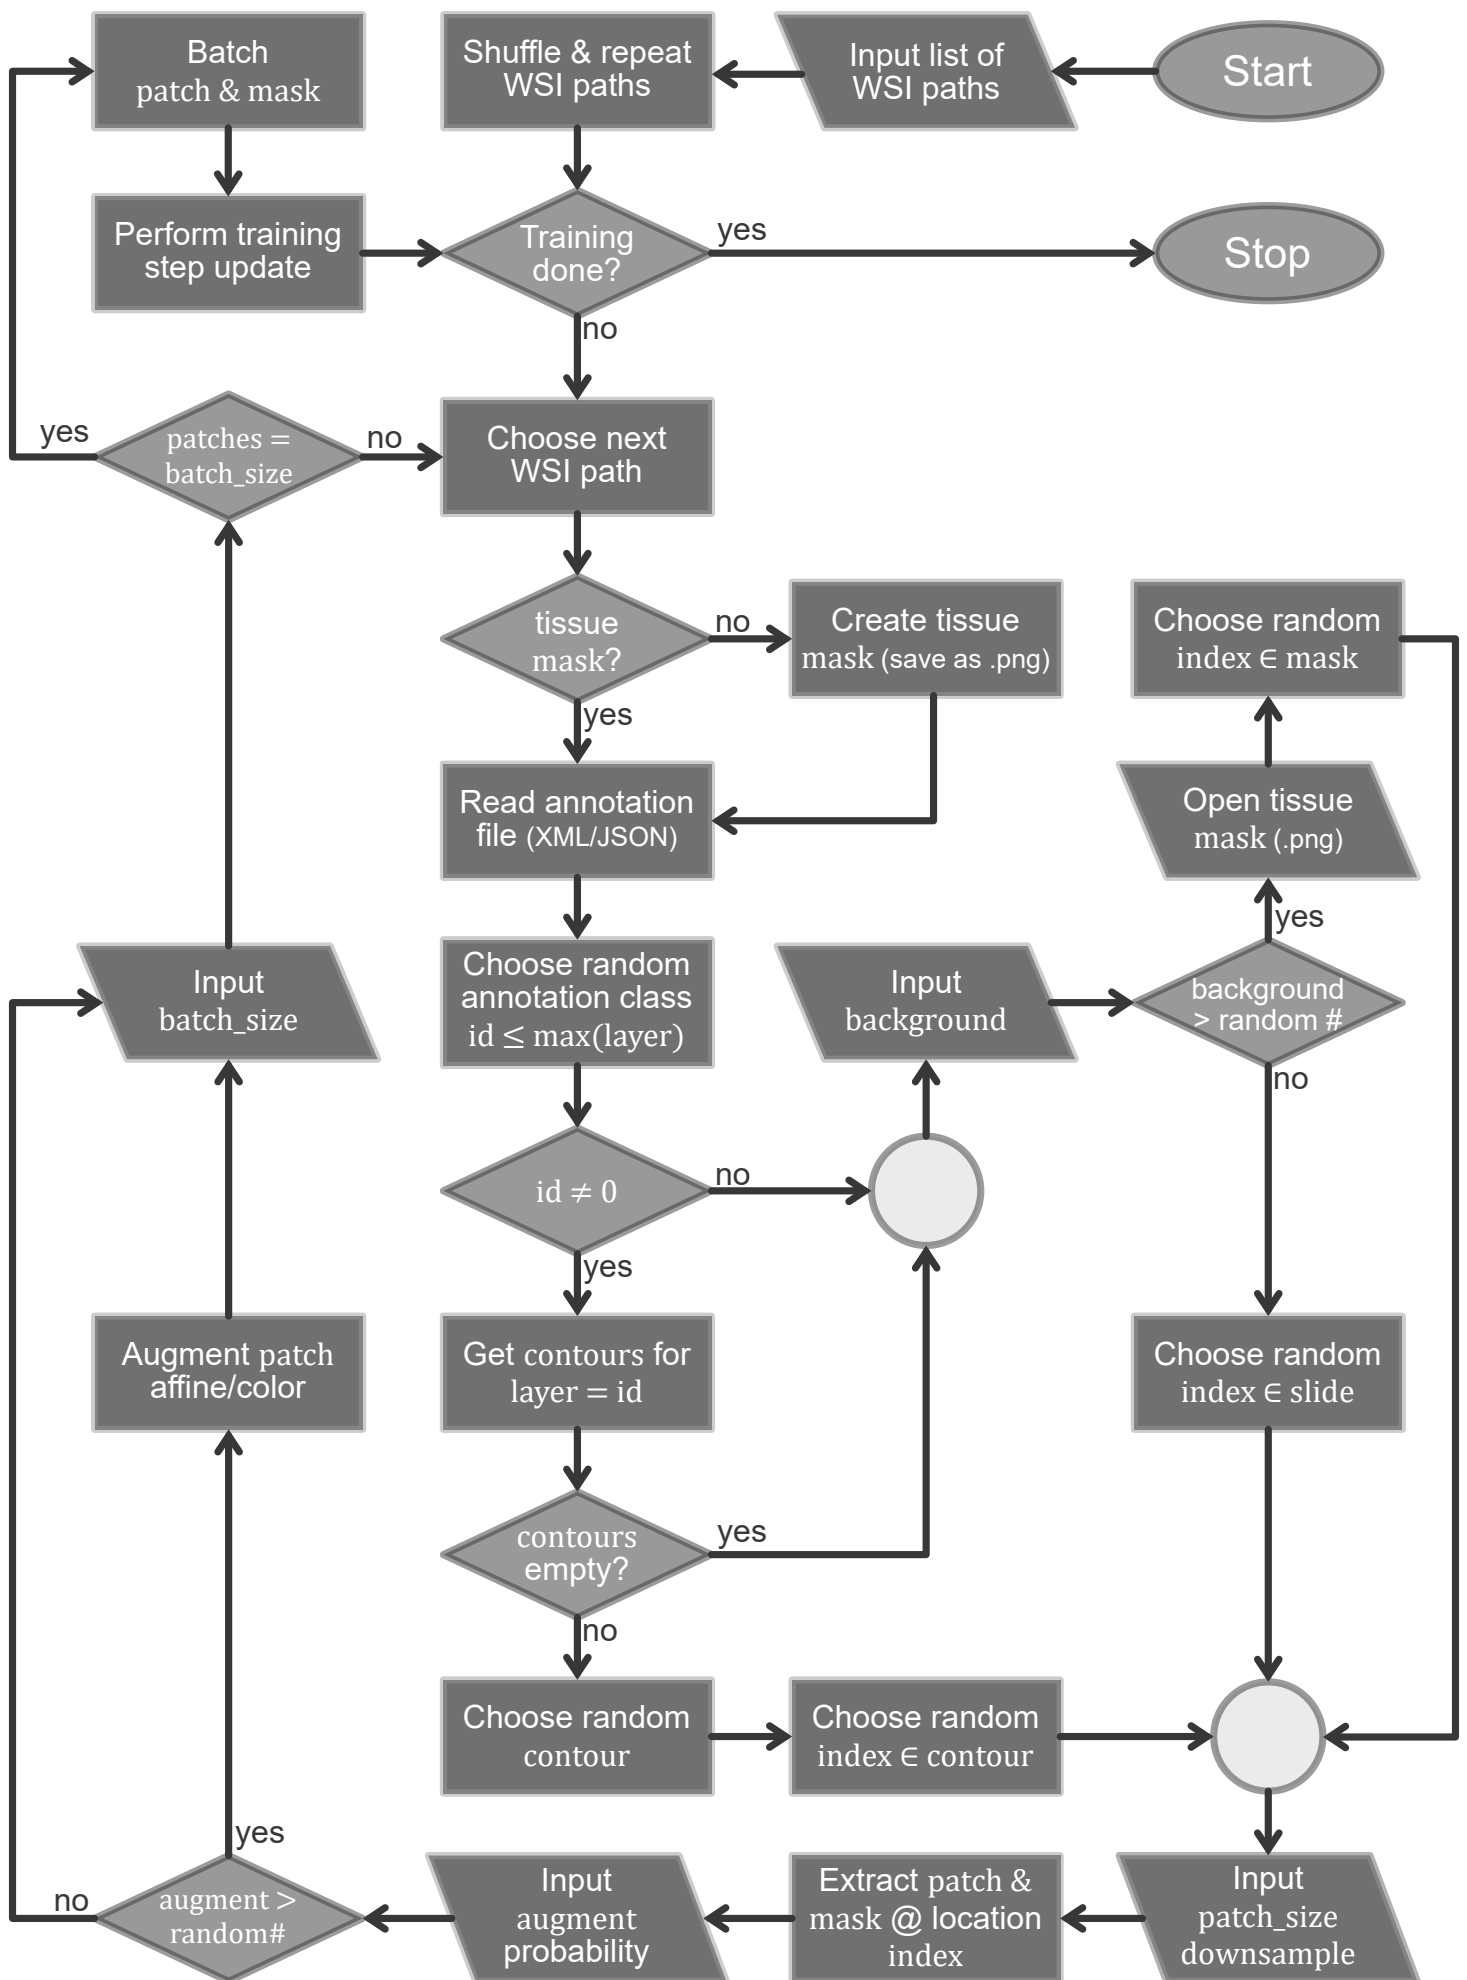 Batch
patch & mask
Shuffle & repeat
WSI paths
Input list of
WSI paths
Start
Perform training
step update
Training
done?
yes
Stop
no
yes
patches =
batch_size
no
Choose next
WSI path
tissue
mask?
no
Create tissue
mask (save as .png)
Choose random
index ∈ mask
yes
Read annotation
file (XML/JSON)
Open tissue
mask (.png)
yes
Input
batch_size
Choose random
annotation class
id ≤ max(layer)
Input
background
background
> random #
no
id ≠ 0
no
yes
Augment patch
affine/color
Get contours for
layer = id
Choose random
index ∈ slide
contours
empty?
yes
no
Choose random
contour
Choose random
index ∈ contour
yes
no
augment >
random#
Input
augment
probability
Extract patch &
mask @ location
index
Input
patch_size
downsample